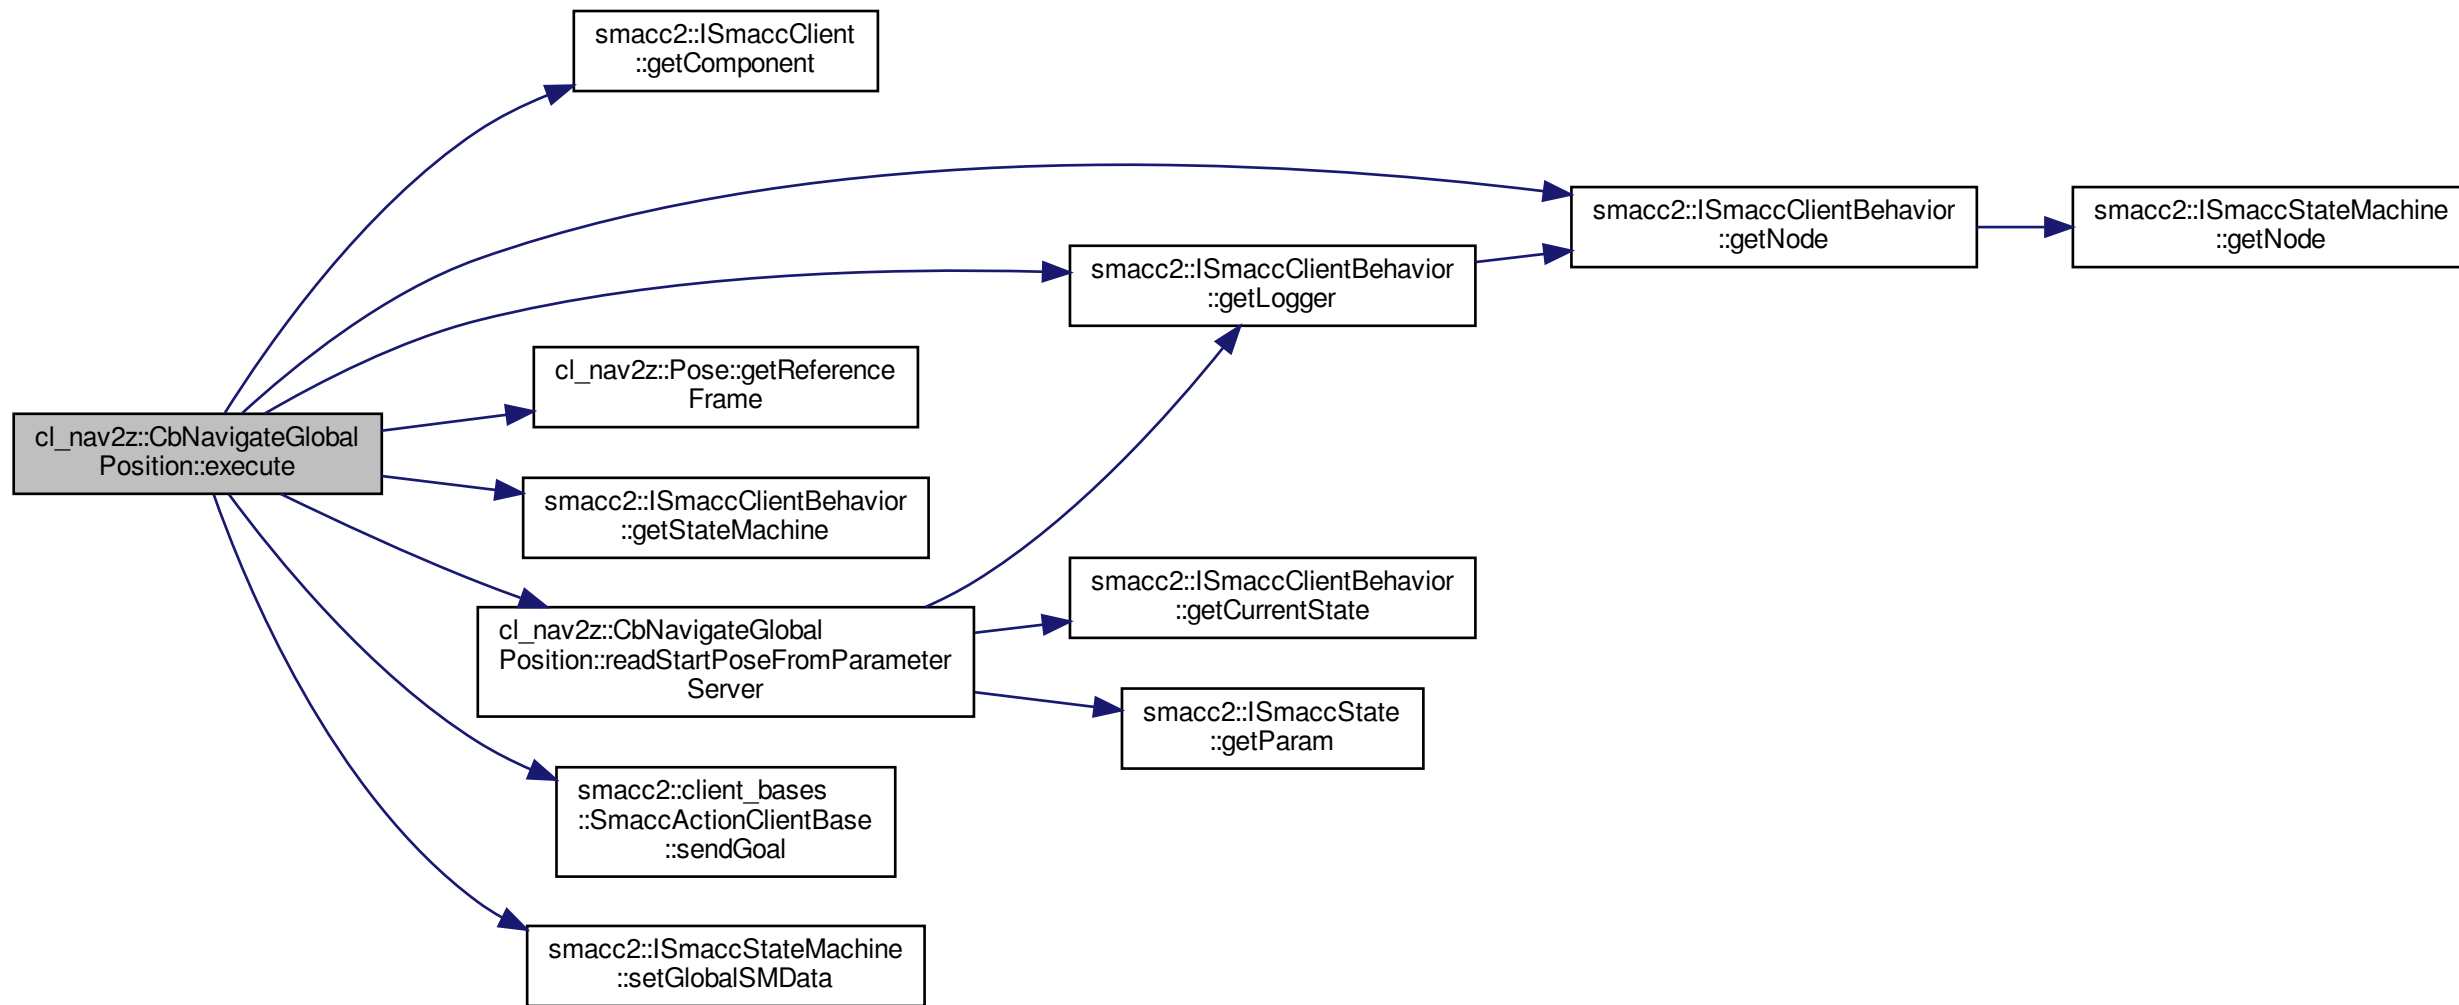 smacc2::ISmaccClient
::getComponent
smacc2::ISmaccClientBehavior
::getNode
smacc2::ISmaccStateMachine
::getNode
smacc2::ISmaccClientBehavior
::getLogger
cl_nav2z::Pose::getReference
Frame
cl_nav2z::CbNavigateGlobal
Position::execute
smacc2::ISmaccClientBehavior
::getStateMachine
smacc2::ISmaccClientBehavior
::getCurrentState
cl_nav2z::CbNavigateGlobal
Position::readStartPoseFromParameter
Server
smacc2::ISmaccState
::getParam
smacc2::client_bases
::SmaccActionClientBase
::sendGoal
smacc2::ISmaccStateMachine
::setGlobalSMData